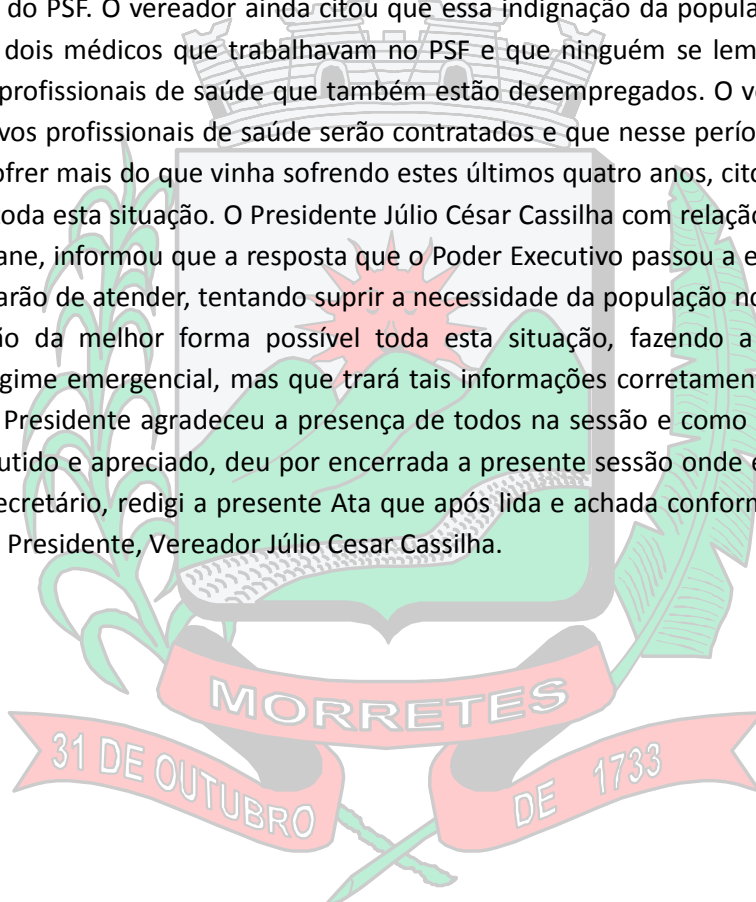 do PSF. O vereador ainda citou que essa indignação da popula
dois médicos que trabalhavam no PSF e que ninguém se lem
profissionais de saúde que também estão desempregados. O v
vos profissionais de saúde serão contratados e que nesse perío
ofrer mais do que vinha sofrendo estes últimos quatro anos, cito
oda esta situação. O Presidente Júlio César Cassilha com relação
ane, informou que a resposta que o Poder Executivo passou a e
arão de atender, tentando suprir a necessidade da população no
ão da melhor forma possível toda esta situação, fazendo a
gime emergencial, mas que trará tais informações corretamen
Presidente agradeceu a presença de todos na sessão e como
utido e apreciado, deu por encerrada a presente sessão onde e
ecretário, redigi a presente Ata que após lida e achada conforn
Presidente, Vereador Júlio Cesar Cassilha.
MORRETES
31 DE OUTUBRO DE 1733